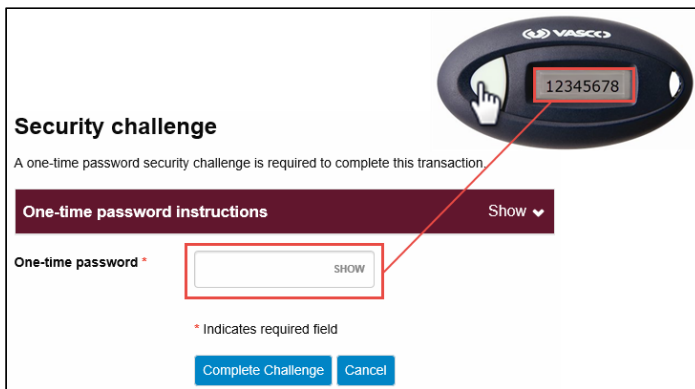 VASCO
12345678
Security challenge
A one-time password security challenge is required to complete this transaction.
One-time password instructions Show
One-time password * SHOW
* Indicates required field
Complete Challenge Cancel